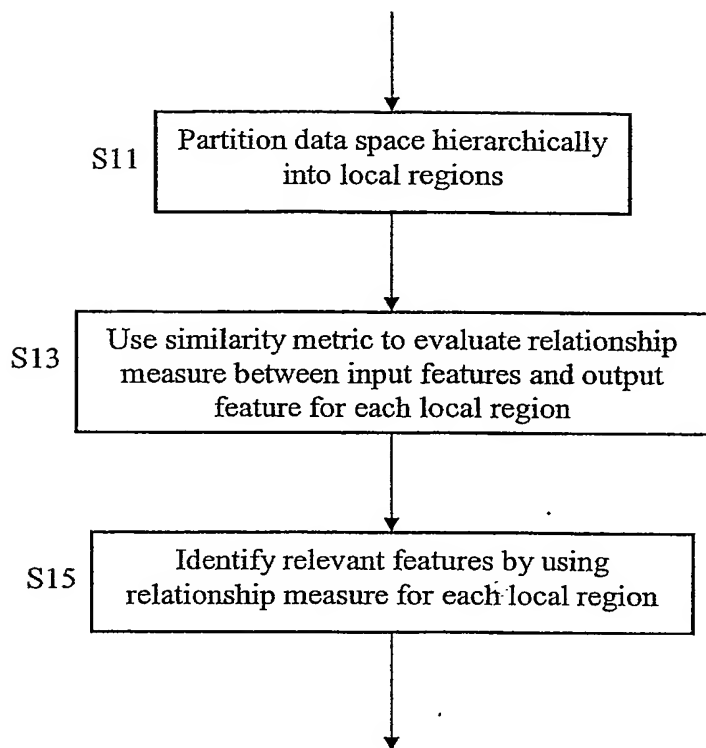 S11
Partition data space hierarchically
into local regions
S13
Use similarity metric to evaluate relationship
measure between input features and output
feature for each local region
S15
Identify relevant features by using
relationship measure for each local region